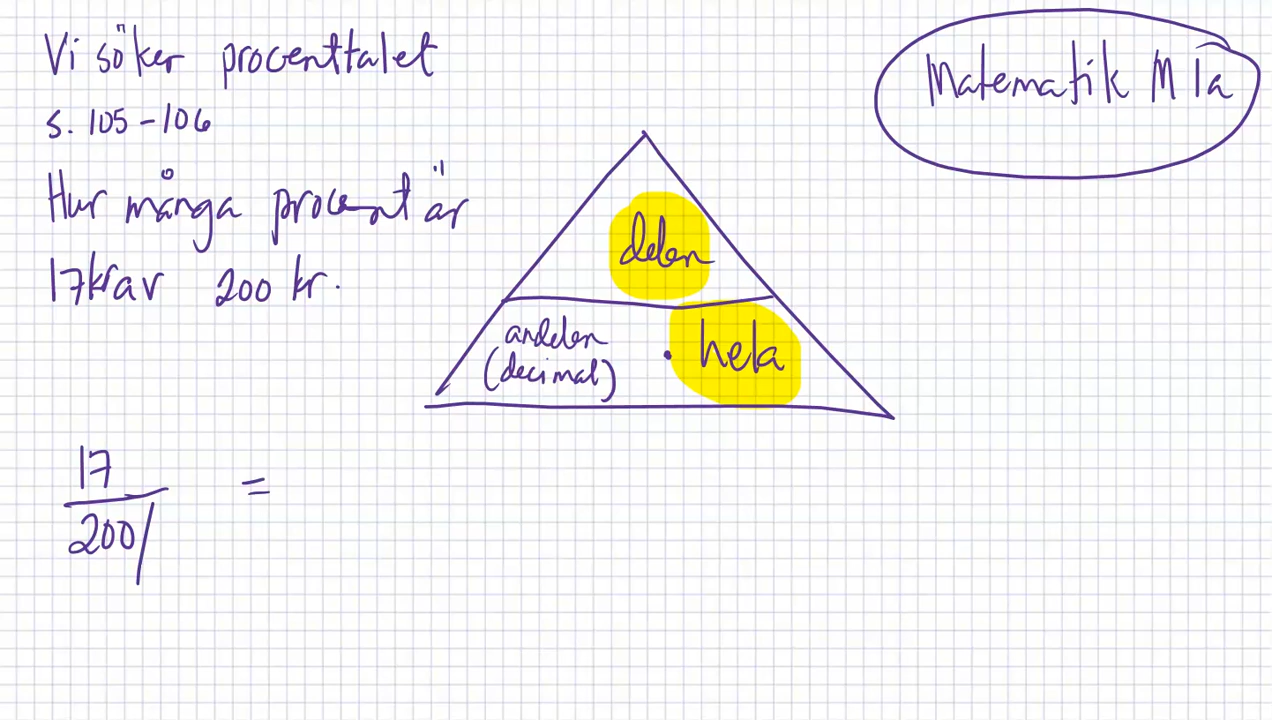 Vi söker procenttalet
s. 105-106
Hur många procent är
17kr av 200 kr.
Matematik M 1a
delen
andelen
(decimal)
· hela
17
200/
=